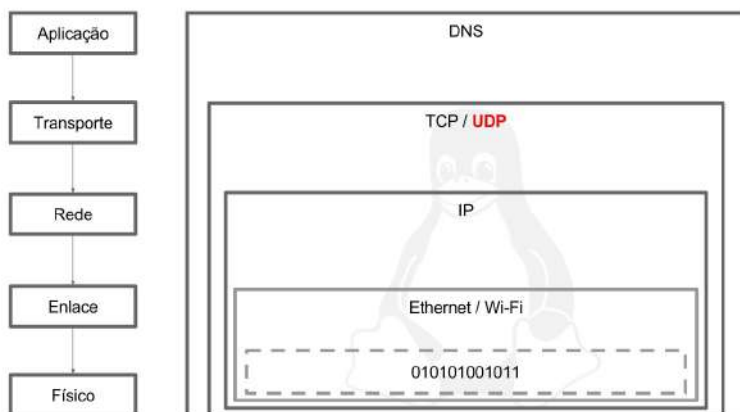 Aplicação
DNS
Transporte
TCP / UDP
Rede
IP
Enlace
Ethernet / Wi-Fi
010101001011
Físico